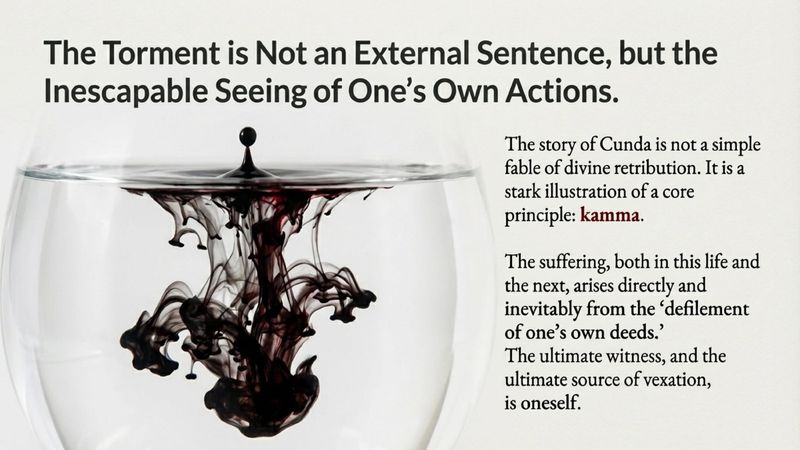 The Torment is Not an External Sentence, but the
Inescapable Seeing of One’s Own Actions.
The story of Cunda is not a simple
fable of divine retribution. It is a
stark illustration of a core
principle: kamma.
The suffering, both in this life and
the next, arises directly and
inevitably from the ‘defilement
of one’s own deeds.’
The ultimate witness, and the
ultimate source of vexation,
is oneself.